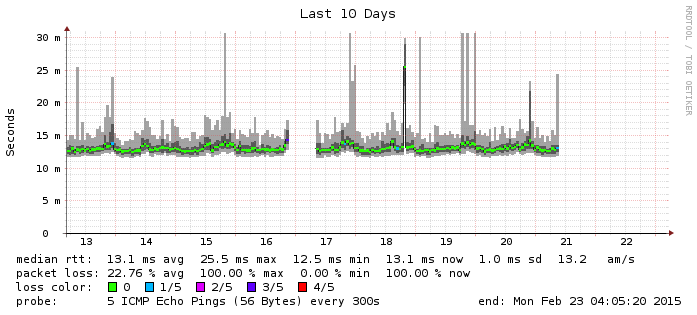 Last 10 Days
RRDTOOL / TOBI OETIKER
Seconds
30 m
25 m
20 m
15 m
10 m
5 m
0
13 14 15 16 17 18 19 20 21 22
median rtt: 13.1 ms avg 25.5 ms max 12.5 ms min 13.1 ms now 1.0 ms sd 13.2 am/s
packet loss: 22.76 % avg 100.00 % max 0.00 % min 100.00 % now
loss color: 0 1/5 2/5 3/5 4/5
probe: 5 ICMP Echo Pings (56 Bytes) every 300s end: Mon Feb 23 04:05:20 2015